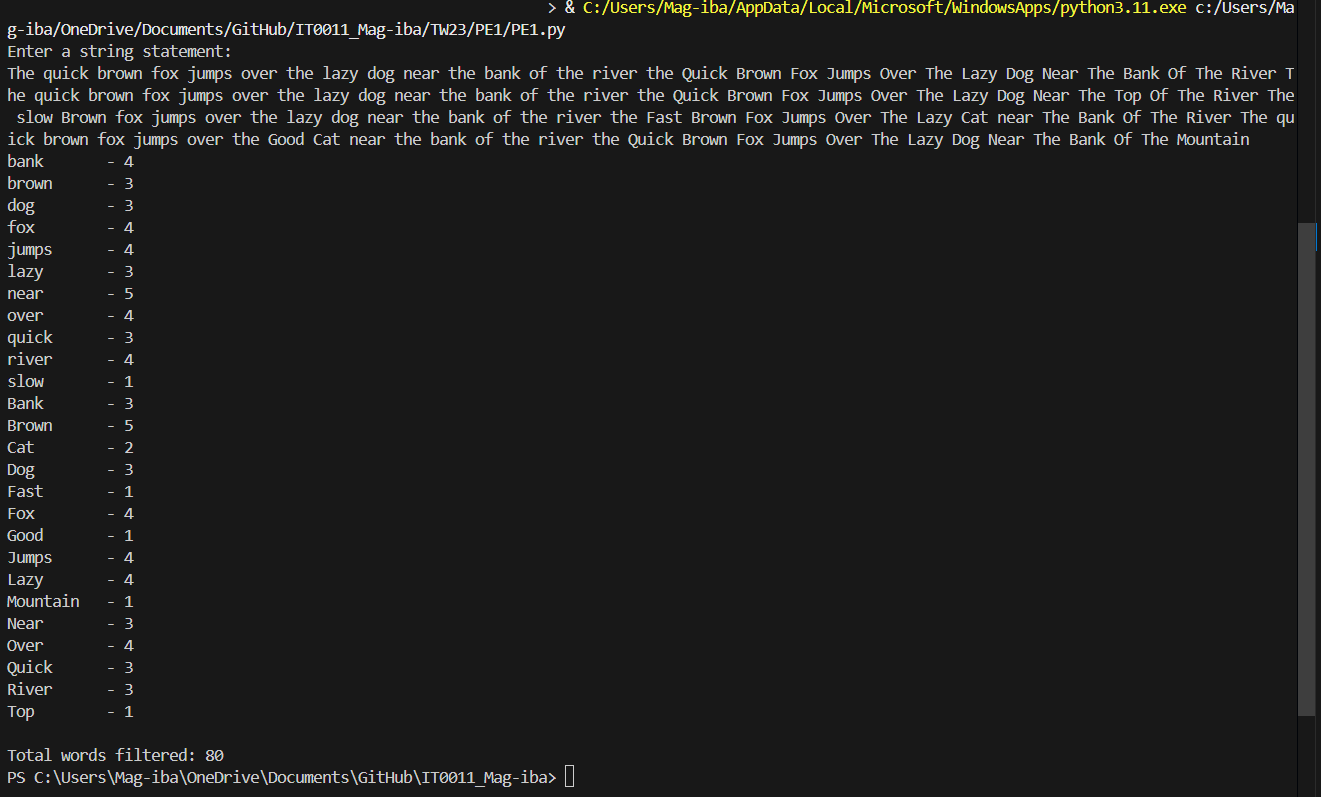 > & C:/Users/Mag-iba/AppData/Local/Microsoft/WindowsApps/python3.11.exe c:/Users/Ma
g-iba/OneDrive/Documents/GitHub/IT0011_Mag-iba/TW23/PE1/PE1.py
Enter a string statement:
The quick brown fox jumps over the lazy dog near the bank of the river the Quick Brown Fox Jumps Over The Lazy Dog Near The Bank Of The River T
he quick brown fox jumps over the lazy dog near the bank of the river the Quick Brown Fox Jumps Over The Lazy Dog Near The Top Of The River The
 slow Brown fox jumps over the lazy dog near the bank of the river the Fast Brown Fox Jumps Over The Lazy Cat near The Bank Of The River The qu
ick brown fox jumps over the Good Cat near the bank of the river the Quick Brown Fox Jumps Over The Lazy Dog Near The Bank Of The Mountain
bank - 4
brown - 3
dog - 3
fox - 4
jumps - 4
lazy - 3
near - 5
over - 4
quick - 3
river - 4
slow - 1
Bank - 3
Brown - 5
Cat - 2
Dog - 3
Fast - 1
Fox - 4
Good - 1
Jumps - 4
Lazy - 4
Mountain - 1
Near - 3
Over - 4
Quick - 3
River - 3
Top - 1
Total words filtered: 80
PS C:\Users\Mag-iba\OneDrive\Documents\GitHub\IT0011_Mag-iba>